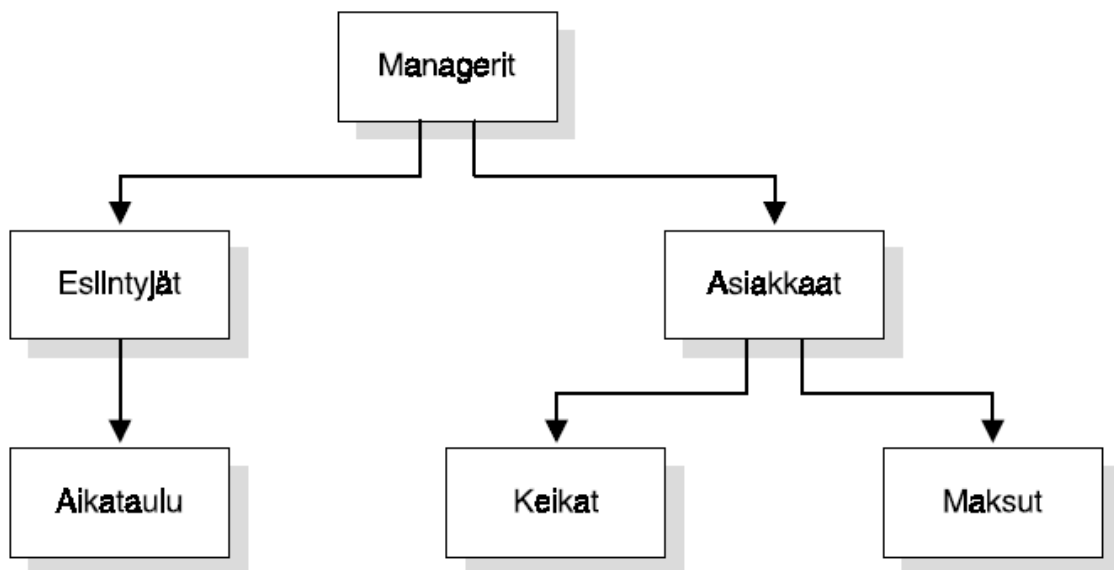 Managerit
Esiintyjät
Asiakkaat
Aikataulu
Keikat
Maksut